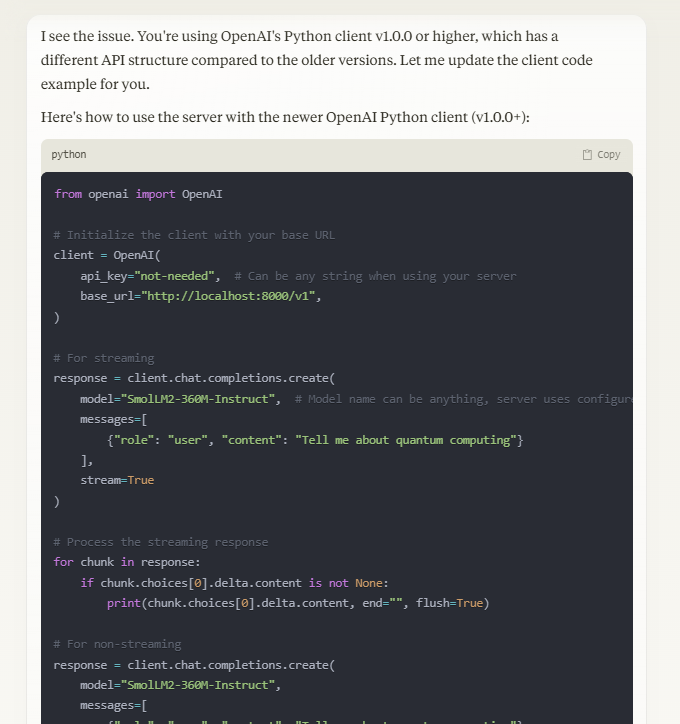 I see the issue. You're using OpenAI's Python client v1.0.0 or higher, which has a
different API structure compared to the older versions. Let me update the client code
example for you.
Here's how to use the server with the newer OpenAI Python client (v1.0.0+):
python
Copy
from openai import OpenAI
# Initialize the client with your base URL
client = OpenAI(
    api_key="not-needed",  # Can be any string when using your server
    base_url="http://localhost:8000/v1",
)
# For streaming
response = client.chat.completions.create(
    model="SmolLM2-360M-Instruct",  # Model name can be anything, server uses configure
    messages=[
        {"role": "user", "content": "Tell me about quantum computing"}
    ],
    stream=True
)
# Process the streaming response
for chunk in response:
    if chunk.choices[0].delta.content is not None:
        print(chunk.choices[0].delta.content, end="", flush=True)
# For non-streaming
response = client.chat.completions.create(
    model="SmolLM2-360M-Instruct",
    messages=[